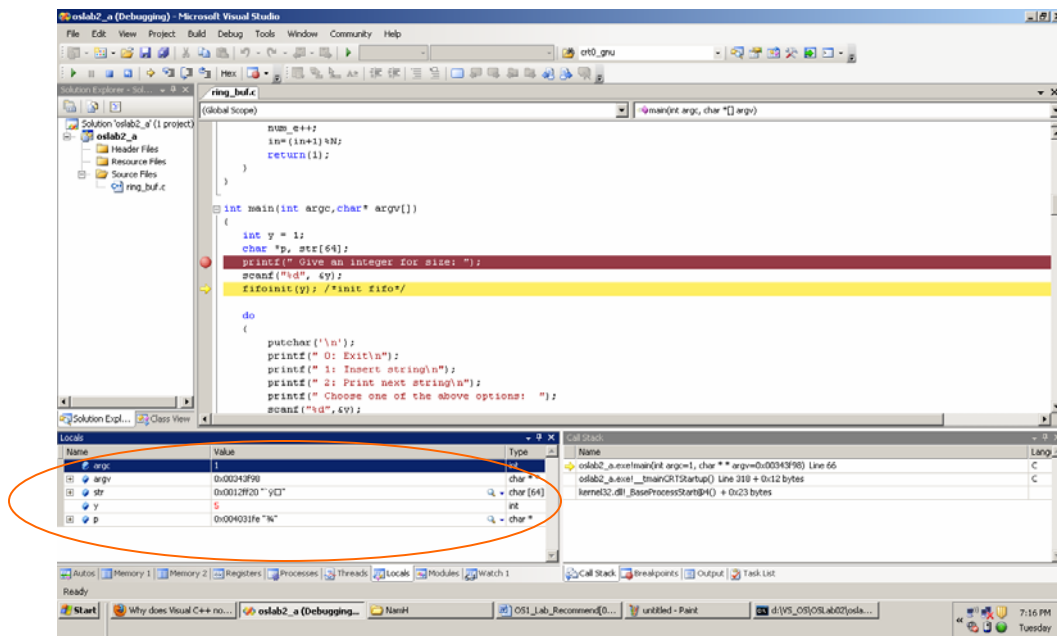 oslab2_a (Debugging) - Microsoft Visual Studio
File Edit View Project Build Debug Tools Window Community Help
crt0_gnu
Hex
Solution Explorer - Sol...
ring_buf.c
(Global Scope)
main(int argc, char *[] argv)
Solution 'oslab2_a' (1 project)
oslab2_a
Header Files
Resource Files
Source Files
ring_buf.c
num_e++;
in=(in+1)%N;
return(1);
}
}
int main(int argc,char* argv[])
{
int y = 1;
char *p, str[64];
printf(" Give an integer for size: ");
scanf("%d", &y);
fifoinit(y); /*init fifo*/
do
{
putchar('\n');
printf(" 0: Exit\n");
printf(" 1: Insert string\n");
printf(" 2: Print next string\n");
printf(" Choose one of the above options:  ");
scanf("%d",&y);
Solution Expl... Class View
Locals
Name Value Type
argc 1 int
argv 0x00343f98 char * *
str 0x0012ff20 char [64]
y 5 int
p 0x004031fe "¾" char *
Call Stack
Name Lang
oslab2_a.exe!main(int argc=1, char * * argv=0x00343f98) Line 66 C
oslab2_a.exe!__tmainCRTStartup() Line 318 + 0x12 bytes C
kernel32.dll!_BaseProcessStart@4() + 0x23 bytes
Autos Memory 1 Memory 2 Registers Processes Threads Locals Modules Watch 1
Call Stack Breakpoints Output Task List
Ready
Start Why does Visual C++ no... oslab2_a (Debugging... NamH OS1_Lab_Recommend[0... untitled - Paint d:\VS_OS\OSLab02\osla... 7:16 PM
Tuesday